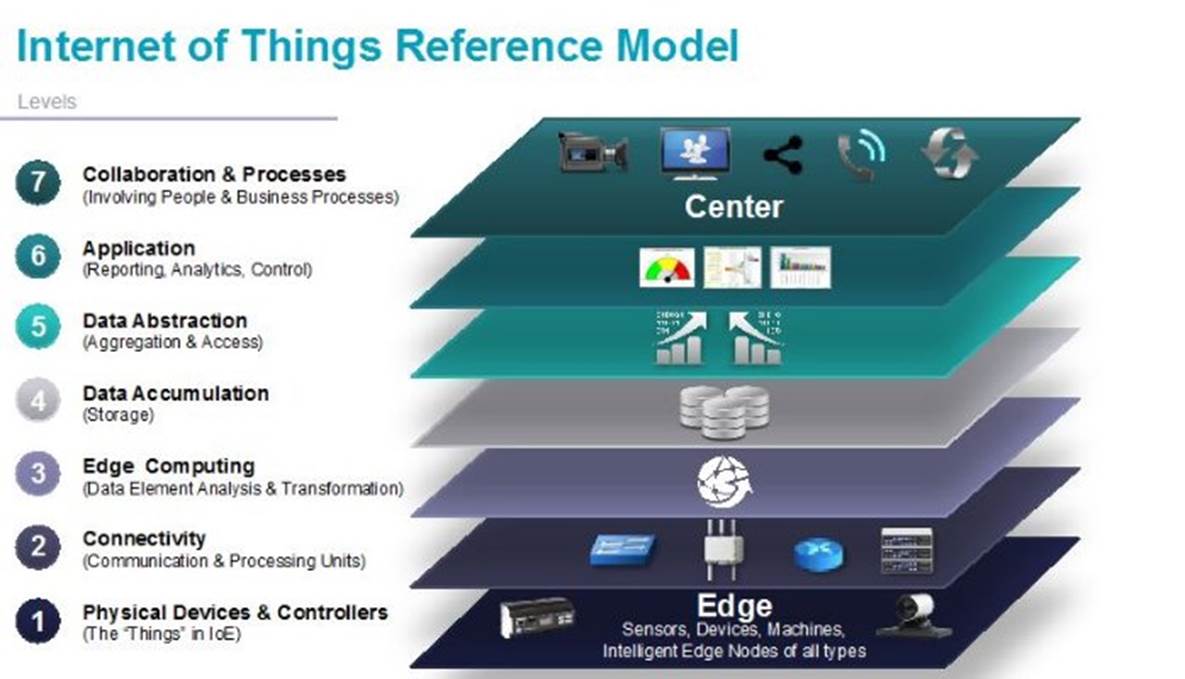 Internet of Things Reference Model
Levels
7
Collaboration & Processes
(Involving People & Business Processes)
6
Application
(Reporting, Analytics, Control)
5
Data Abstraction
(Aggregation & Access)
4
Data Accumulation
(Storage)
3
Edge Computing
(Data Element Analysis & Transformation)
2
Connectivity
(Communication & Processing Units)
1
Physical Devices & Controllers
(The "Things" in IoE)
Center
Edge
Sensors, Devices, Machines,
Intelligent Edge Nodes of all types